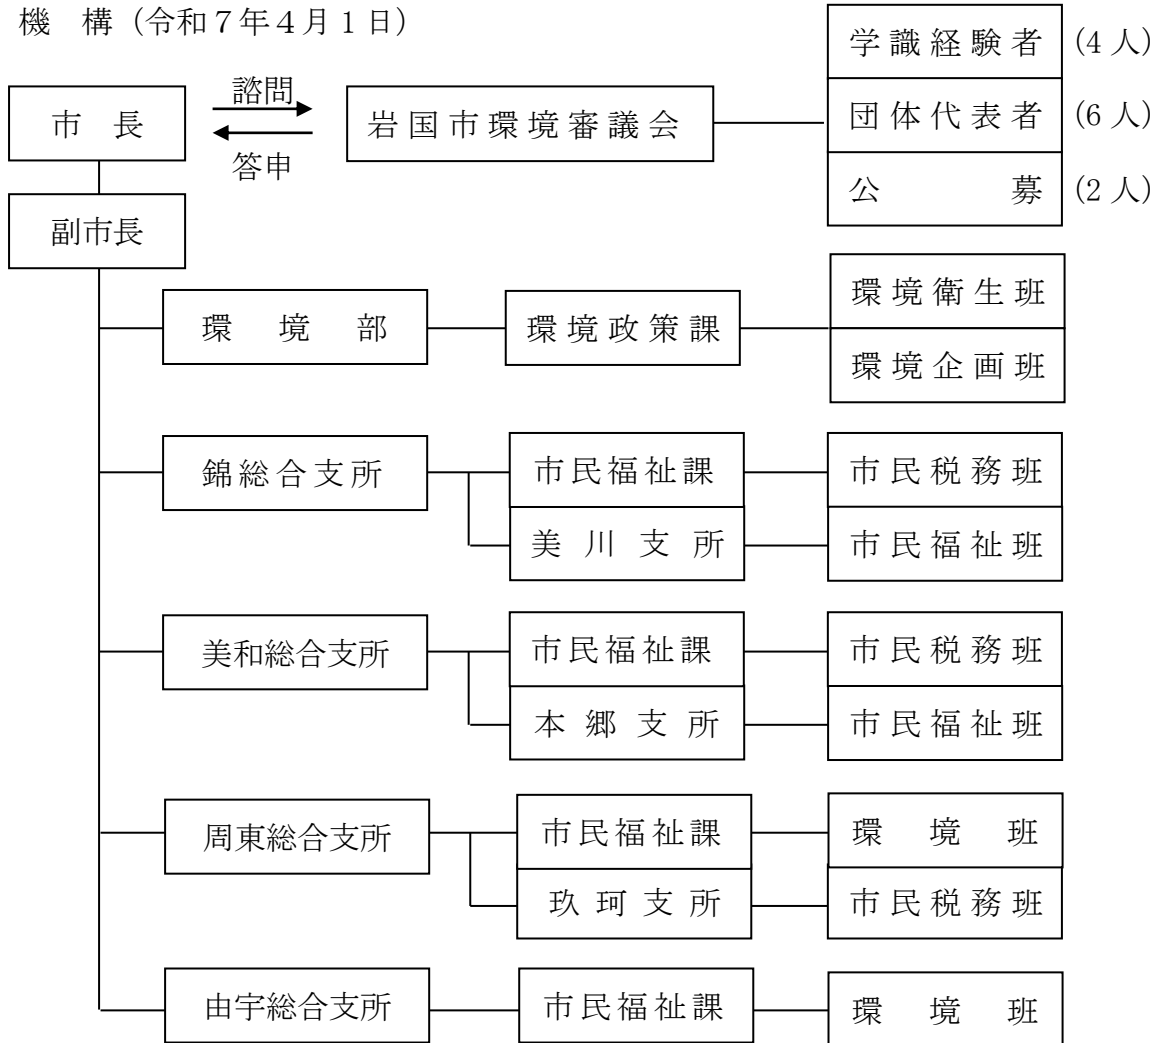 機 構 (令和７年４月１日)
学識経験者 (4 人)
諮問
市 長 岩国市環境審議会 団体代表者 (6 人)
答申
公 募 (2 人)
副市長
環境衛生班
環 境 部 環境政策課
環境企画班
錦総合支所 市民福祉課 市民税務班
美川支所 市民福祉班
美和総合支所 市民福祉課 市民税務班
本郷支所 市民福祉班
周東総合支所 市民福祉課 環 境 班
玖珂支所 市民税務班
由宇総合支所 市民福祉課 環 境 班